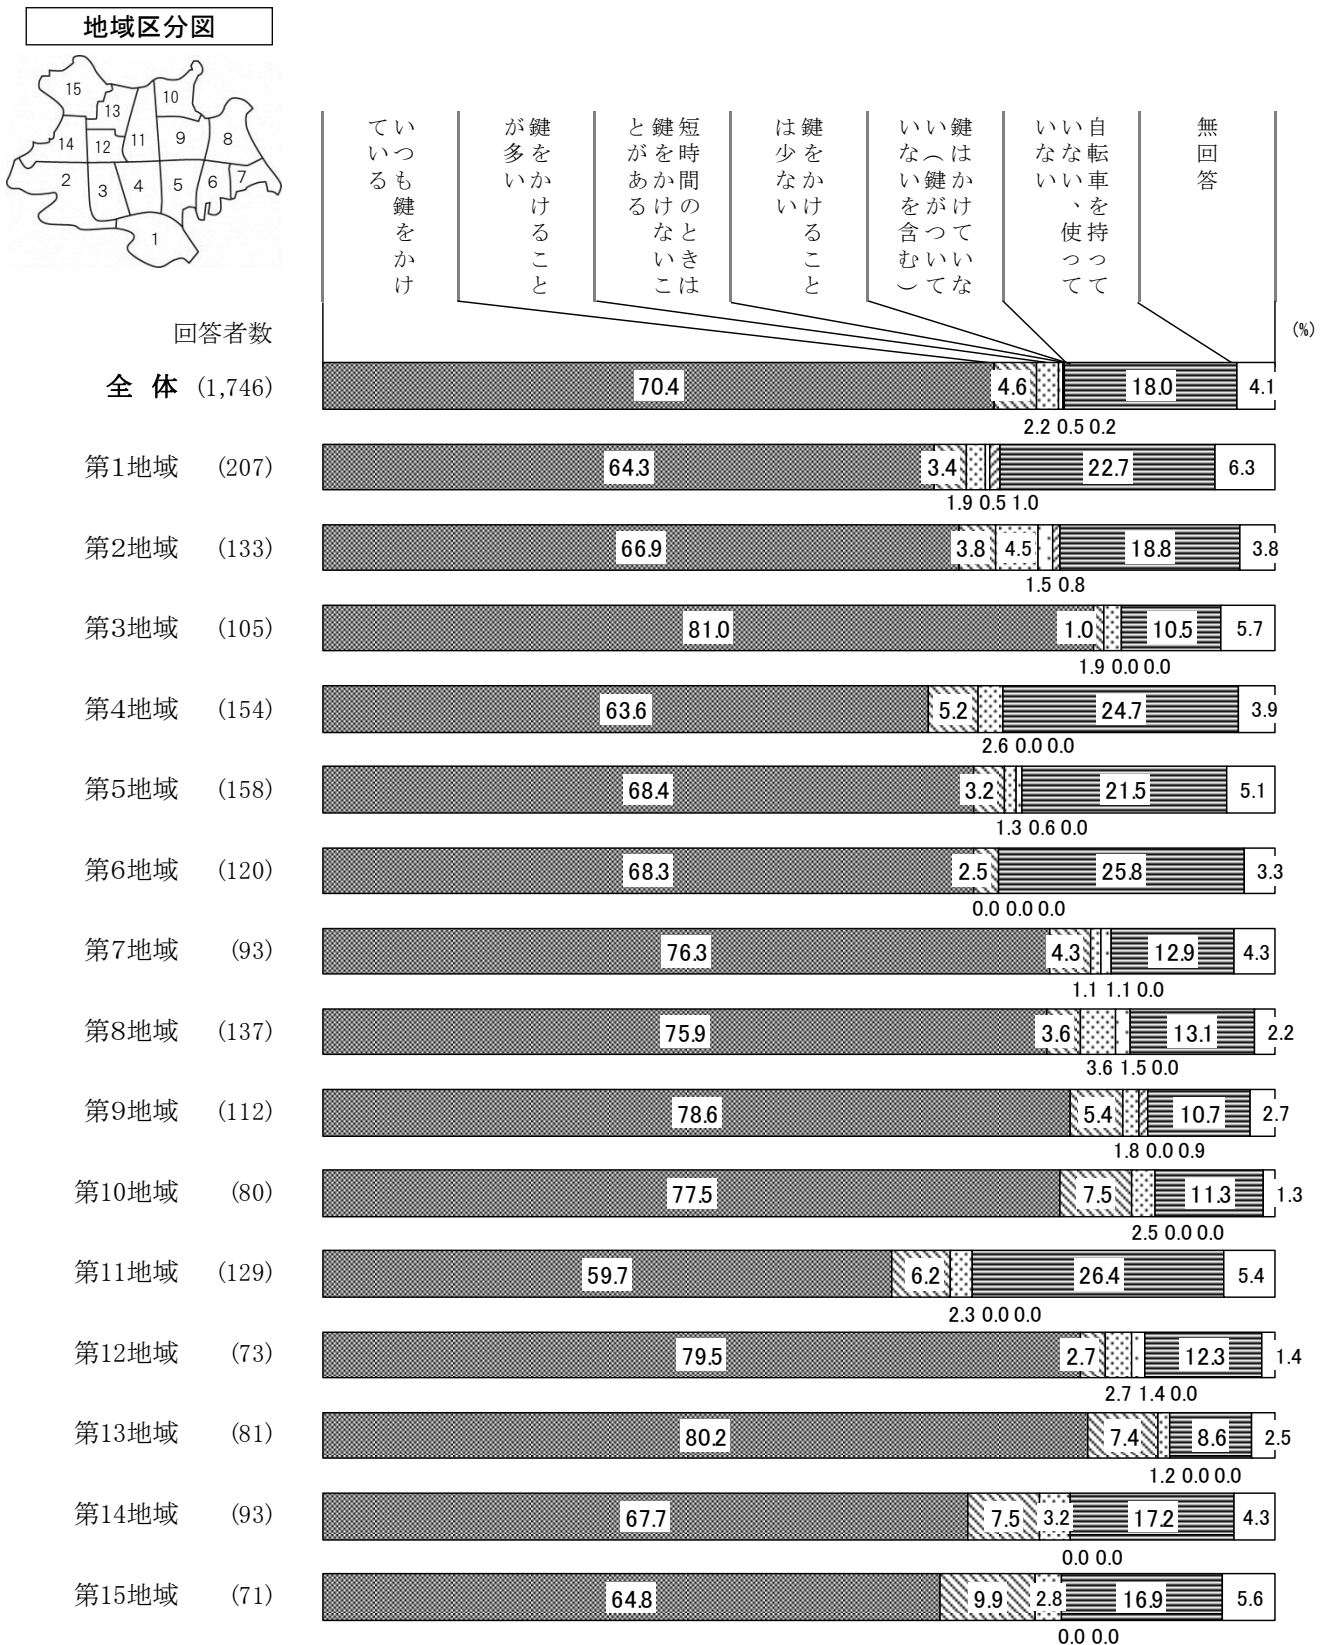 地域区分図
15
10
13
11
9
8
14
12
2
3
4
5
6
7
1
いつも鍵をかけ
ている
鍵をかけること
が多い
短時間のときは
鍵をかけないこ
とがある
鍵をかけること
は少ない
鍵はかけていな
い（鍵がついて
いないを含む）
自転車を持って
いない、使って
いない
無回答
回答者数
(%)
全 体 (1,746) 70.4 4.6 18.0 4.1
2.2 0.5 0.2
第1地域 (207) 64.3 3.4 22.7 6.3
1.9 0.5 1.0
第2地域 (133) 66.9 3.8 4.5 18.8 3.8
1.5 0.8
第3地域 (105) 81.0 1.0 10.5 5.7
1.9 0.0 0.0
第4地域 (154) 63.6 5.2 24.7 3.9
2.6 0.0 0.0
第5地域 (158) 68.4 3.2 21.5 5.1
1.3 0.6 0.0
第6地域 (120) 68.3 2.5 25.8 3.3
0.0 0.0 0.0
第7地域 (93) 76.3 4.3 12.9 4.3
1.1 1.1 0.0
第8地域 (137) 75.9 3.6 13.1 2.2
3.6 1.5 0.0
第9地域 (112) 78.6 5.4 10.7 2.7
1.8 0.0 0.9
第10地域 (80) 77.5 7.5 11.3 1.3
2.5 0.0 0.0
第11地域 (129) 59.7 6.2 26.4 5.4
2.3 0.0 0.0
第12地域 (73) 79.5 2.7 12.3 1.4
2.7 1.4 0.0
第13地域 (81) 80.2 7.4 8.6 2.5
1.2 0.0 0.0
第14地域 (93) 67.7 7.5 3.2 17.2 4.3
0.0 0.0
第15地域 (71) 64.8 9.9 2.8 16.9 5.6
0.0 0.0